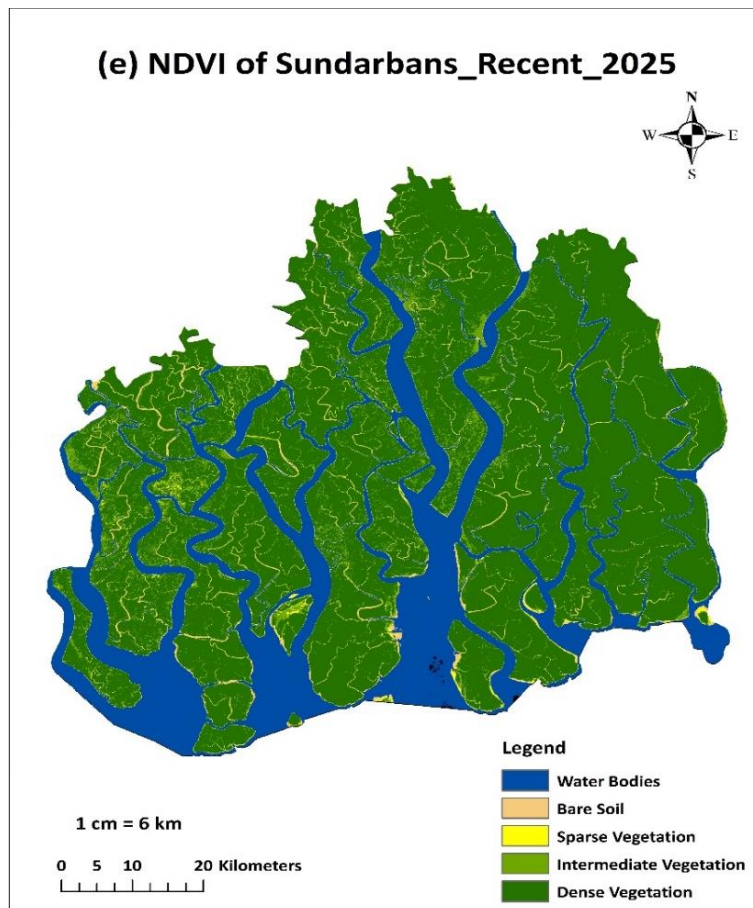 (e) NDVI of Sundarbans_Recent_2025
N
W E
S
Legend
Water Bodies
Bare Soil
Sparse Vegetation
Intermediate Vegetation
Dense Vegetation
1 cm = 6 km
0 5 10 20 Kilometers